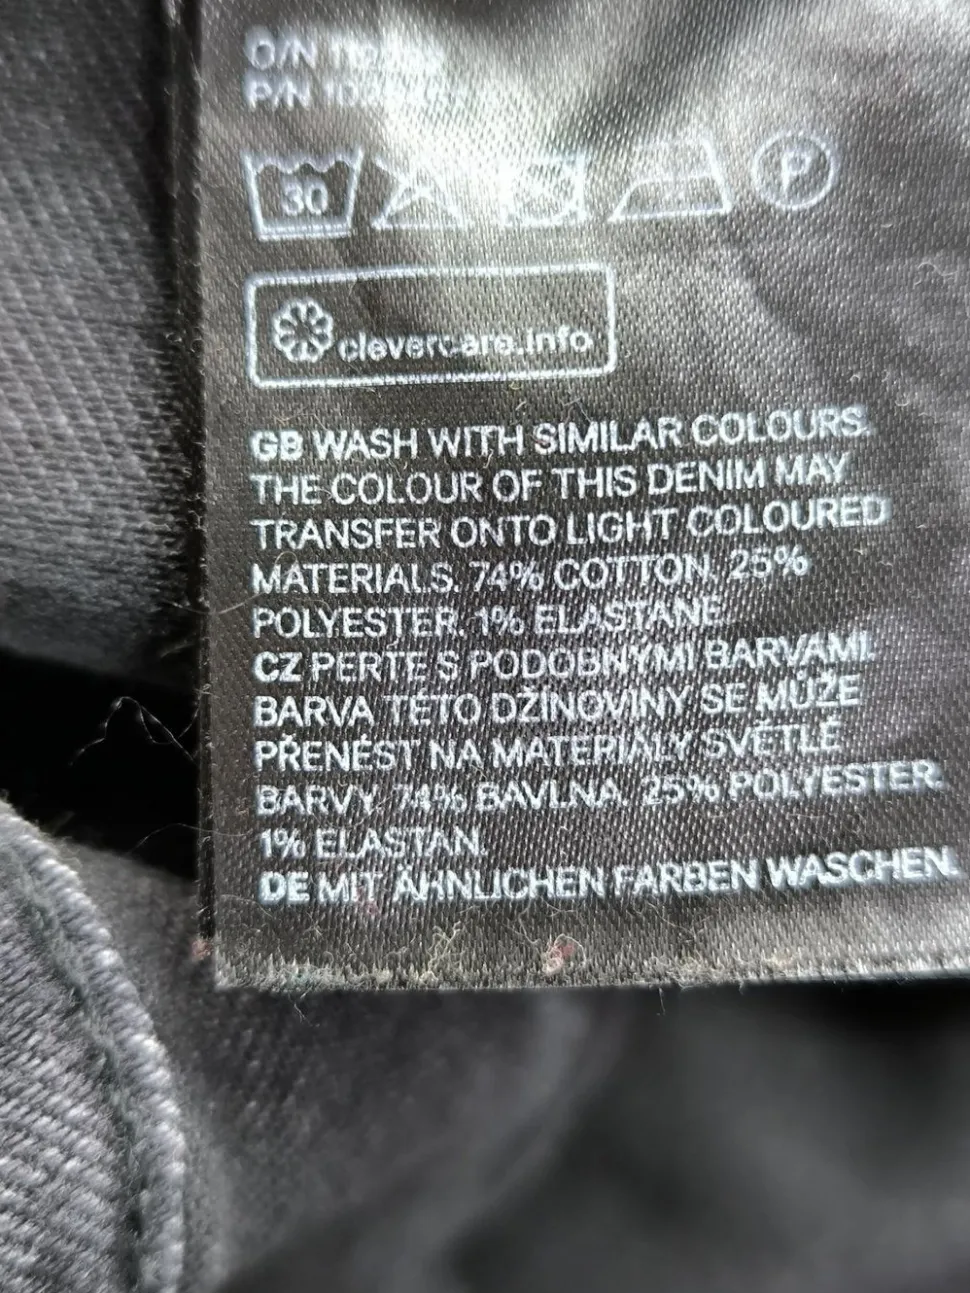 O/N
P/N
30
P
clevercare.info
GB WASH WITH SIMILAR COLOURS.
THE COLOUR OF THIS DENIM MAY
TRANSFER ONTO LIGHT COLOURED
MATERIALS. 74% COTTON, 25%
POLYESTER, 1% ELASTANE.
CZ PERTE S PODOBNÝMI BARVAMI.
BARVA TÉTO DŽÍNOVINY SE MŮŽE
PŘENÉST NA MATERIÁLY SVĚTLÉ
BARVY. 74% BAVLNA, 25% POLYESTER,
1% ELASTAN.
DE MIT ÄHNLICHEN FARBEN WASCHEN.